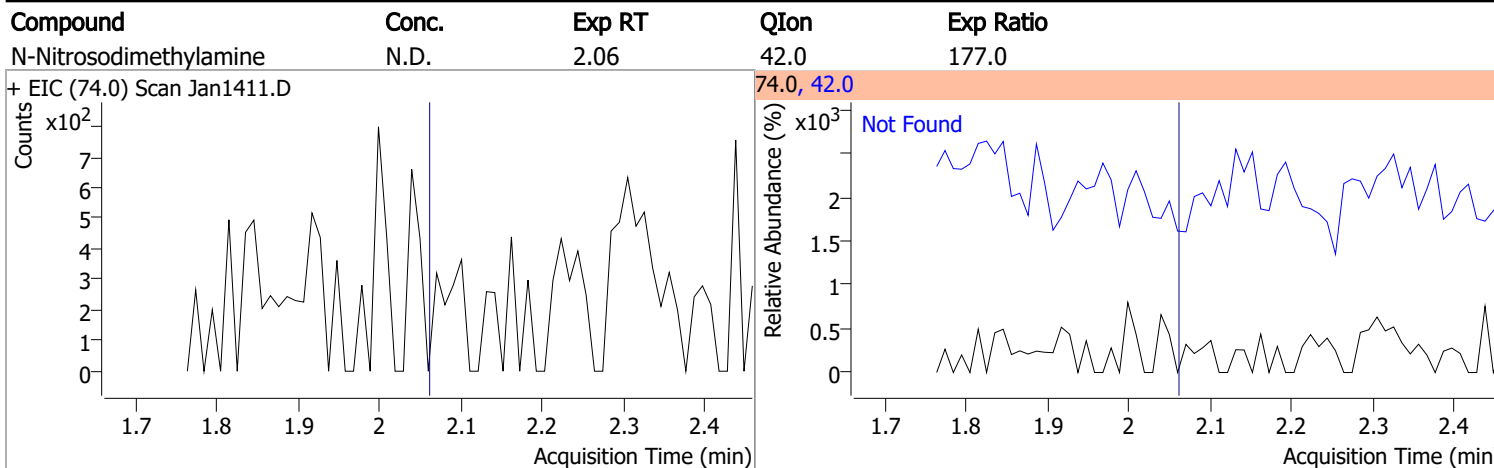 Compound Conc. Exp RT QIon Exp Ratio
N-Nitrosodimethylamine N.D. 2.06 42.0 177.0
+ EIC (74.0) Scan Jan1411.D
Counts
x10²
7
6
5
4
3
2
1
0
1.7 1.8 1.9 2 2.1 2.2 2.3 2.4
Acquisition Time (min)
74.0, 42.0
Relative Abundance (%)
x10³
Not Found
2
1.5
1
0.5
0
1.7 1.8 1.9 2 2.1 2.2 2.3 2.4
Acquisition Time (min